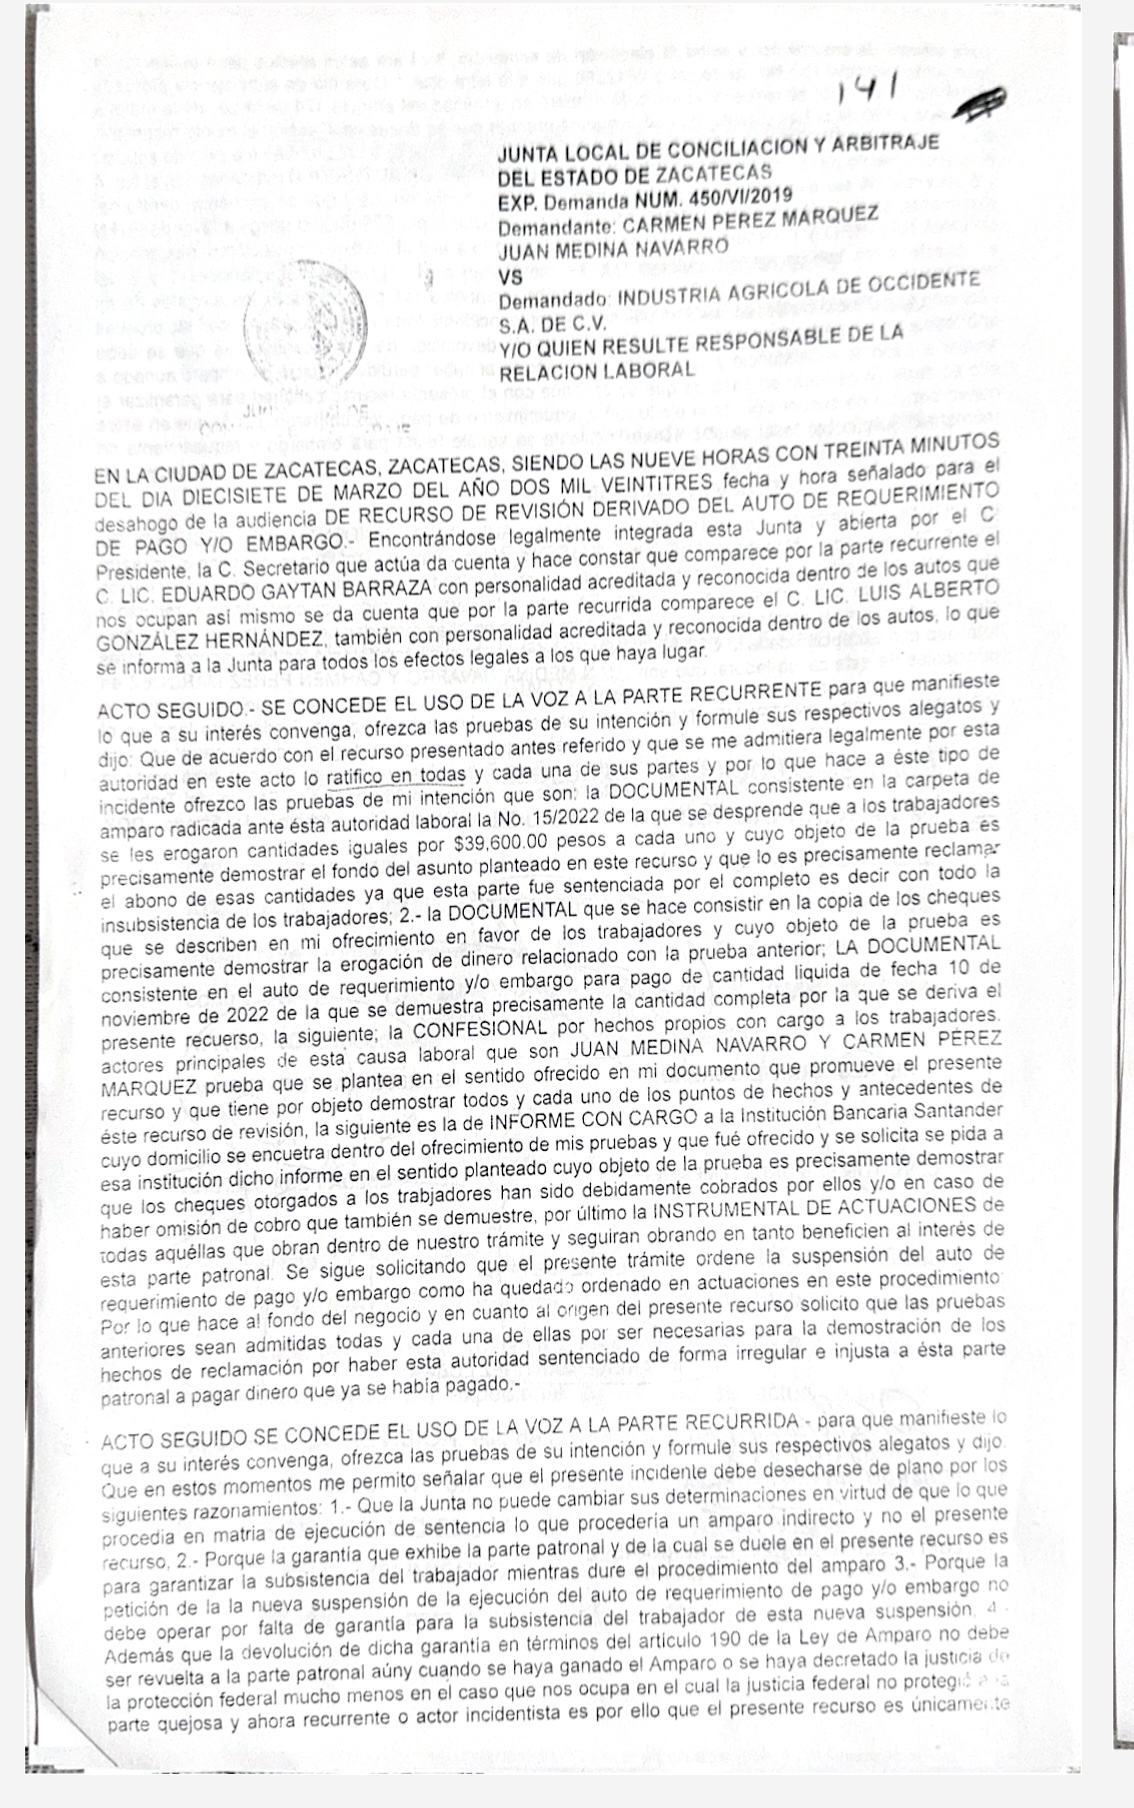 141
JUNTA LOCAL DE CONCILIACION Y ARBITRAJE
DEL ESTADO DE ZACATECAS
EXP. Demanda NUM. 450/VI/2019
Demandante: CARMEN PEREZ MARQUEZ
JUAN MEDINA NAVARRO
VS
Demandado: INDUSTRIA AGRICOLA DE OCCIDENTE
S.A. DE C.V.
Y/O QUIEN RESULTE RESPONSABLE DE LA
RELACION LABORAL
EN LA CIUDAD DE ZACATECAS, ZACATECAS, SIENDO LAS NUEVE HORAS CON TREINTA MINUTOS
DEL DIA DIECISIETE DE MARZO DEL AÑO DOS MIL VEINTITRES fecha y hora señalado para el
desahogo de la audiencia DE RECURSO DE REVISIÓN DERIVADO DEL AUTO DE REQUERIMIENTO
DE PAGO Y/O EMBARGO.- Encontrándose legalmente integrada esta Junta y abierta por el C.
Presidente, la C. Secretario que actúa da cuenta y hace constar que comparece por la parte recurrente el
C. LIC. EDUARDO GAYTAN BARRAZA con personalidad acreditada y reconocida dentro de los autos que
nos ocupan así mismo se da cuenta que por la parte recurrida comparece el C. LIC. LUIS ALBERTO
GONZÁLEZ HERNÁNDEZ, también con personalidad acreditada y reconocida dentro de los autos, lo que
se informa a la Junta para todos los efectos legales a los que haya lugar.
ACTO SEGUIDO.- SE CONCEDE EL USO DE LA VOZ A LA PARTE RECURRENTE para que manifieste
lo que a su interés convenga, ofrezca las pruebas de su intención y formule sus respectivos alegatos y
dijo: Que de acuerdo con el recurso presentado antes referido y que se me admitiera legalmente por esta
autoridad en este acto lo ratifico en todas y cada una de sus partes y por lo que hace a éste tipo de
incidente ofrezco las pruebas de mi intención que son; la DOCUMENTAL consistente en la carpeta de
amparo radicada ante ésta autoridad laboral la No. 15/2022 de la que se desprende que a los trabajadores
se les erogaron cantidades iguales por $39,600.00 pesos a cada uno y cuyo objeto de la prueba es
precisamente demostrar el fondo del asunto planteado en este recurso y que lo es precisamente reclamar
el abono de esas cantidades ya que esta parte fue sentenciada por el completo es decir con todo la
insubsistencia de los trabajadores; 2.- la DOCUMENTAL que se hace consistir en la copia de los cheques
que se describen en mi ofrecimiento en favor de los trabajadores y cuyo objeto de la prueba es
precisamente demostrar la erogación de dinero relacionado con la prueba anterior; LA DOCUMENTAL
consistente en el auto de requerimiento y/o embargo para pago de cantidad liquida de fecha 10 de
noviembre de 2022 de la que se demuestra precisamente la cantidad completa por la que se deriva el
presente recuerso, la siguiente; la CONFESIONAL por hechos propios con cargo a los trabajadores.
actores principales de esta causa laboral que son JUAN MEDINA NAVARRO Y CARMEN PÉREZ
MARQUEZ prueba que se plantea en el sentido ofrecido en mi documento que promueve el presente
recurso y que tiene por objeto demostrar todos y cada uno de los puntos de hechos y antecedentes de
éste recurso de revisión, la siguiente es la de INFORME CON CARGO a la Institución Bancaria Santander
cuyo domicilio se encuetra dentro del ofrecimiento de mis pruebas y que fué ofrecido y se solicita se pida a
esa institución dicho informe en el sentido planteado cuyo objeto de la prueba es precisamente demostrar
que los cheques otorgados a los trabjadores han sido debidamente cobrados por ellos y/o en caso de
haber omisión de cobro que también se demuestre, por último la INSTRUMENTAL DE ACTUACIONES de
todas aquéllas que obran dentro de nuestro trámite y seguiran obrando en tanto beneficien al interés de
esta parte patronal. Se sigue solicitando que el presente trámite ordene la suspensión del auto de
requerimiento de pago y/o embargo como ha quedado ordenado en actuaciones en este procedimiento
Por lo que hace al fondo del negocio y en cuanto al origen del presente recurso solicito que las pruebas
anteriores sean admitidas todas y cada una de ellas por ser necesarias para la demostración de los
hechos de reclamación por haber esta autoridad sentenciado de forma irregular e injusta a ésta parte
patronal a pagar dinero que ya se había pagado.-
ACTO SEGUIDO SE CONCEDE EL USO DE LA VOZ A LA PARTE RECURRIDA - para que manifieste lo
que a su interés convenga, ofrezca las pruebas de su intención y formule sus respectivos alegatos y dijo.
Que en estos momentos me permito señalar que el presente incidente debe desecharse de plano por los
siguientes razonamientos: 1.- Que la Junta no puede cambiar sus determinaciones en virtud de que lo que
procedia en matria de ejecución de sentencia lo que procedería un amparo indirecto y no el presente
recurso, 2.- Porque la garantía que exhibe la parte patronal y de la cual se duele en el presente recurso es
para garantizar la subsistencia del trabajador mientras dure el procedimiento del amparo 3.- Porque la
petición de la la nueva suspensión de la ejecución del auto de requerimiento de pago y/o embargo no
debe operar por falta de garantía para la subsistencia del trabajador de esta nueva suspensión, 4.-
Además que la devolución de dicha garantía en términos del articulo 190 de la Ley de Amparo no debe
ser revuelta a la parte patronal aúny cuando se haya ganado el Amparo o se haya decretado la justicia de
la protección federal mucho menos en el caso que nos ocupa en el cual la justicia federal no protegió a la
parte quejosa y ahora recurrente o actor incidentista es por ello que el presente recurso es únicamente